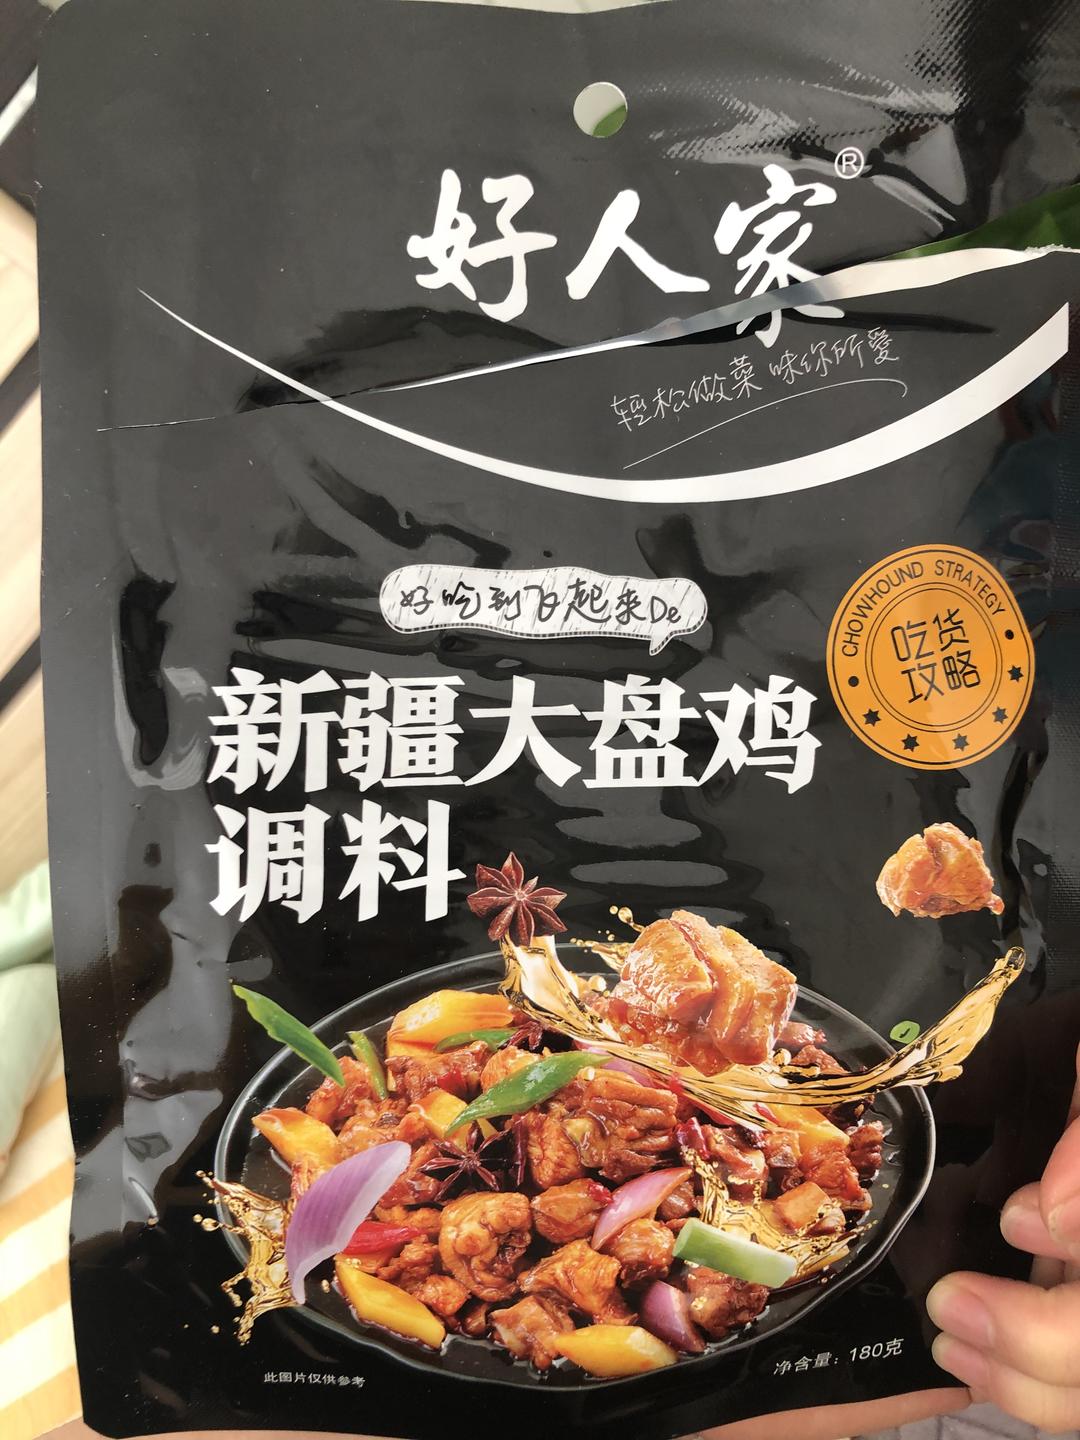 好人家®
轻松做菜 味你所爱
好吃到飞起来De
CHOWHOUND STRATEGY
吃货
攻略
新疆大盘鸡
调料
净含量：180克
此图片仅供参考